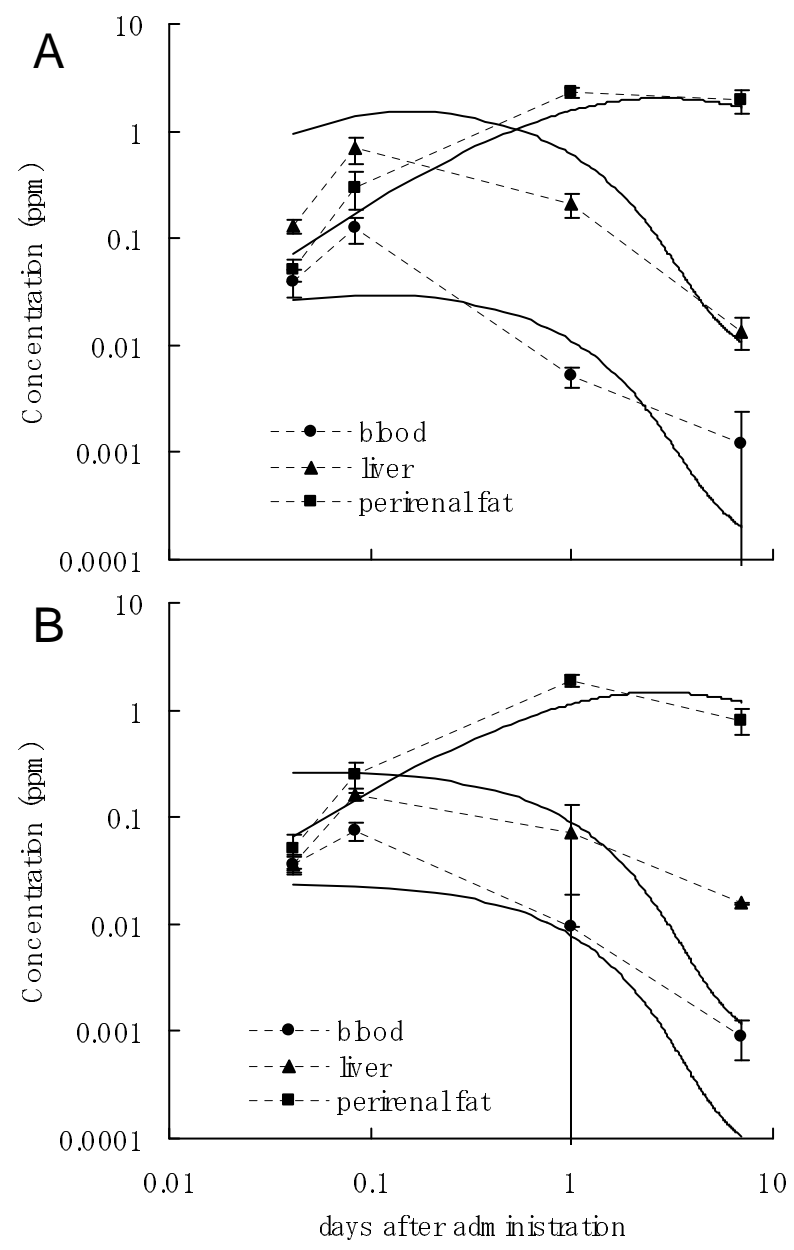 A
10
1
0.1
0.01
0.001
0.0001
Concentration (ppm)
blood
liver
perirenal fat
B
10
1
0.1
0.01
0.001
0.0001
Concentration (ppm)
blood
liver
perirenal fat
0.01 0.1 1 10
days after administration